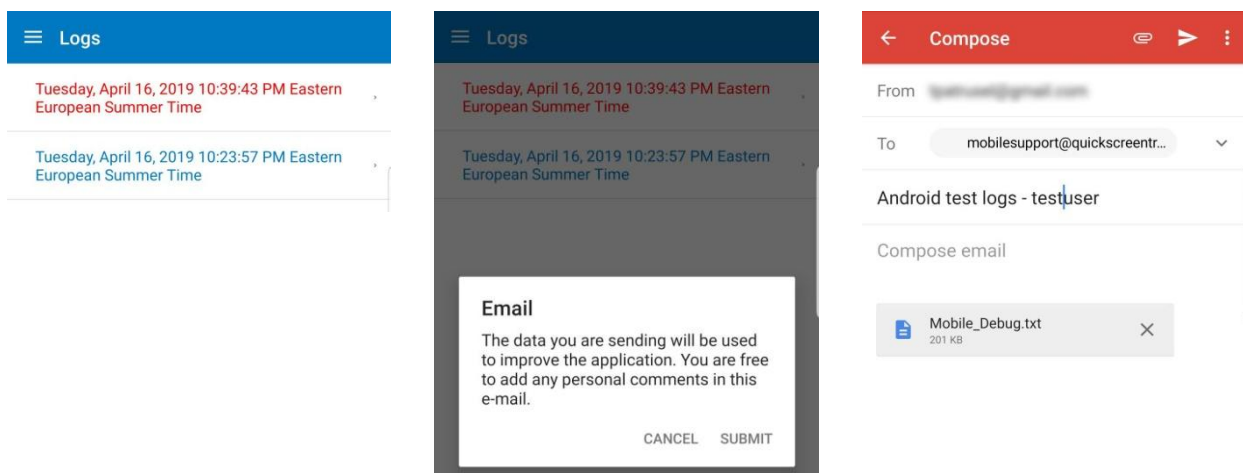 Logs
Tuesday, April 16, 2019 10:39:43 PM Eastern
European Summer Time
Tuesday, April 16, 2019 10:23:57 PM Eastern
European Summer Time
Logs
Tuesday, April 16, 2019 10:39:43 PM Eastern
European Summer Time
Tuesday, April 16, 2019 10:23:57 PM Eastern
European Summer Time
Email
The data you are sending will be used
to improve the application. You are free
to add any personal comments in this
e-mail.
CANCEL SUBMIT
Compose
From
To mobilesupport@quickscreentr...
Android test logs - testuser
Compose email
Mobile_Debug.txt
201 KB